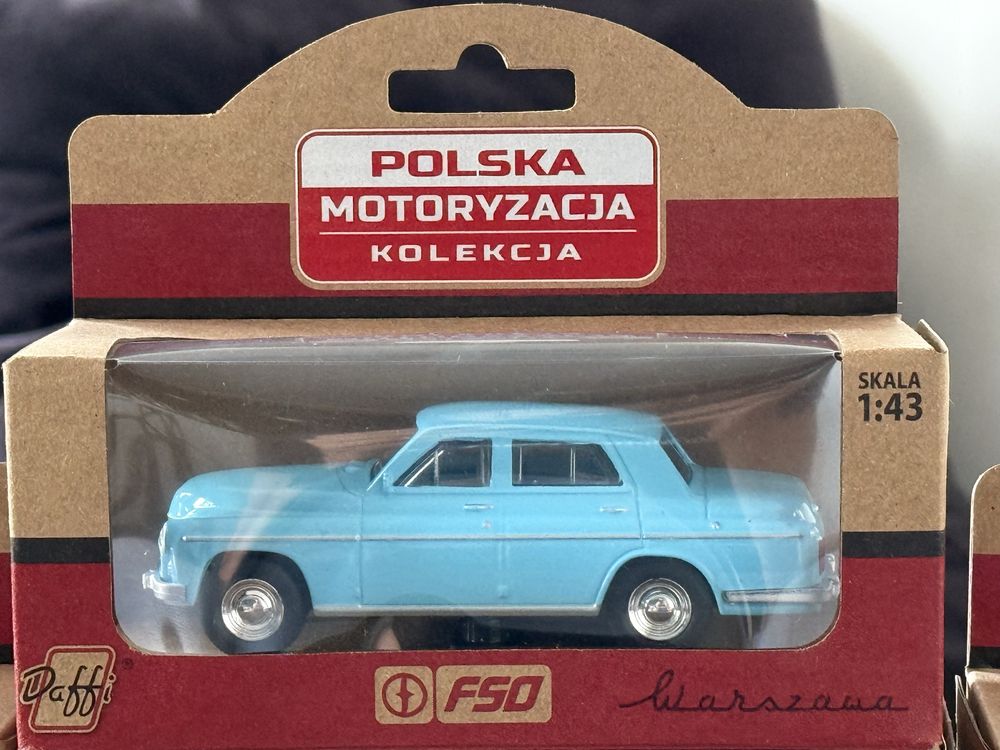 POLSKA
MOTORYZACJA
KOLEKCJA
SKALA
1:43
Daffi®
FSO
Warszawa